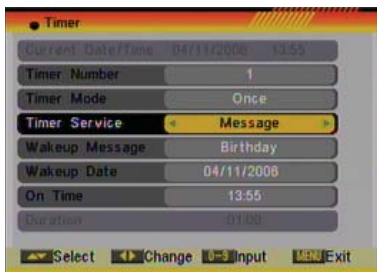 Timer
Current Date/Time 04/11/2008 13:55
Timer Number 1
Timer Mode Once
Timer Service Message
Wakeup Message Birthday
Wakeup Date 04/11/2008
On Time 13:55
Duration 01:00
Select Change 0-9 Input MENU Exit